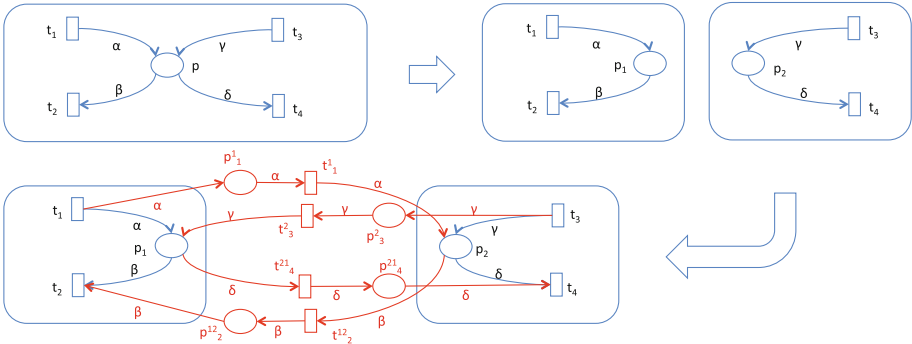 t₁ α γ t₃
p
t₂ β δ t₄
t₁ α
p₁
t₂ β
γ t₃
p₂
δ t₄
p¹₁ α t¹₁
t₁ α α
α γ t²₃ γ p²₃ γ γ t₃
p₁ p₂
β t²¹₄ p²¹₄ δ
t₂ δ δ δ t₄
β p¹²₂ β t¹²₂ β